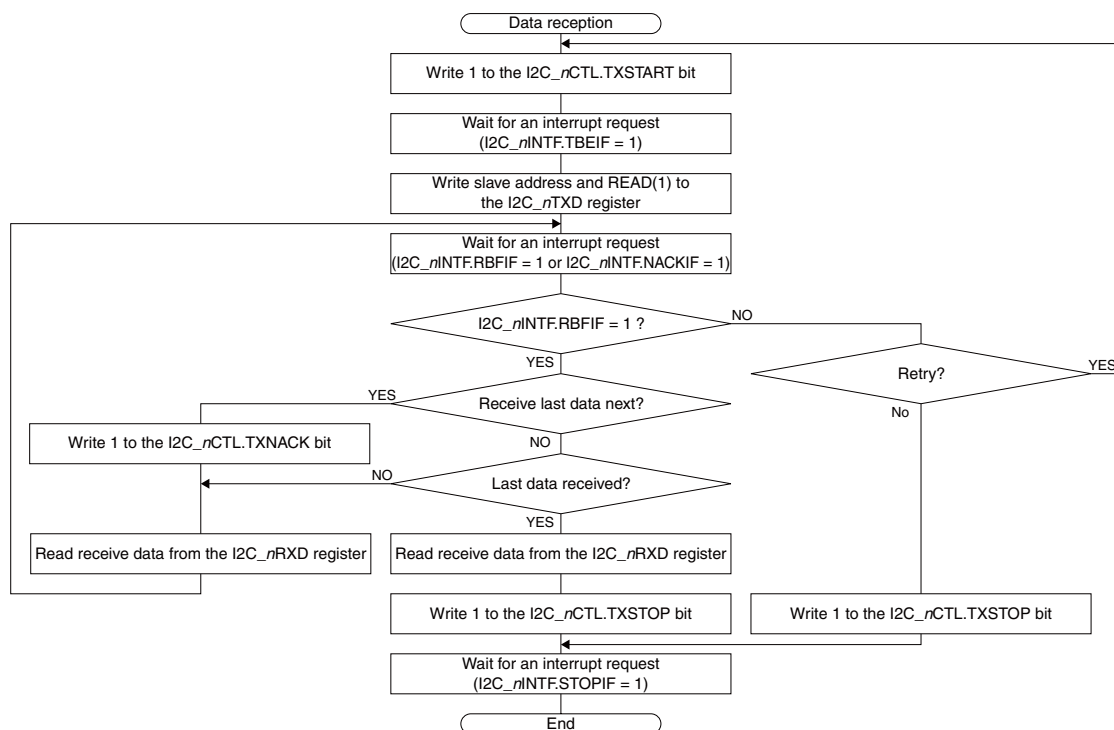 Data reception
Write 1 to the I2C_nCTL.TXSTART bit
Wait for an interrupt request
(I2C_nINTF.TBEIF = 1)
Write slave address and READ(1) to
the I2C_nTXD register
Wait for an interrupt request
(I2C_nINTF.RBFIF = 1 or I2C_nINTF.NACKIF = 1)
I2C_nINTF.RBFIF = 1 ?
NO
YES
Retry?
YES
No
YES
Receive last data next?
NO
Write 1 to the I2C_nCTL.TXNACK bit
NO
Last data received?
YES
Read receive data from the I2C_nRXD register
Read receive data from the I2C_nRXD register
Write 1 to the I2C_nCTL.TXSTOP bit
Write 1 to the I2C_nCTL.TXSTOP bit
Wait for an interrupt request
(I2C_nINTF.STOPIF = 1)
End